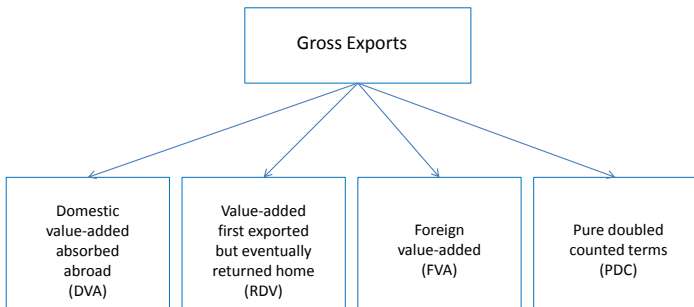 Gross Exports
Domestic
value-added
absorbed
abroad
(DVA)
Value-added
first exported
but eventually
returned home
(RDV)
Foreign
value-added
(FVA)
Pure doubled
counted terms
(PDC)